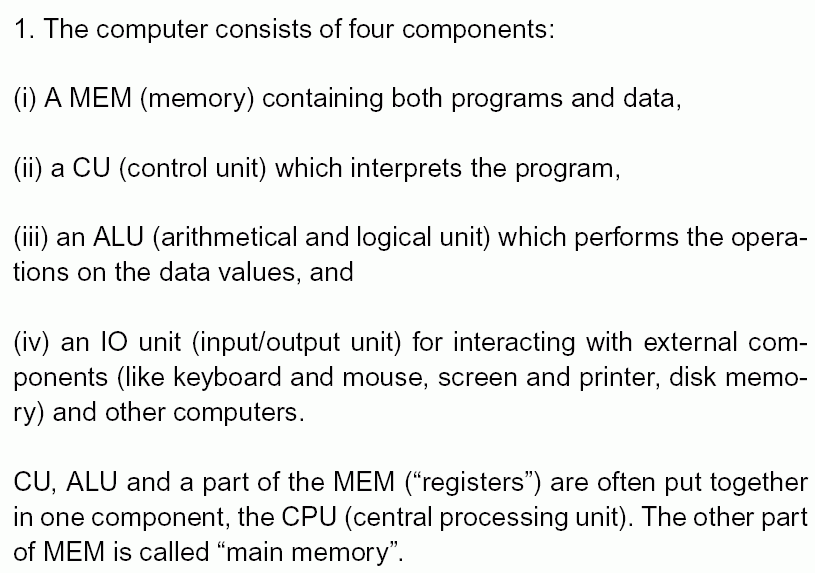 1. The computer consists of four components:
(i) A MEM (memory) containing both programs and data,
(ii) a CU (control unit) which interprets the program,
(iii) an ALU (arithmetical and logical unit) which performs the opera-
tions on the data values, and
(iv) an IO unit (input/output unit) for interacting with external com-
ponents (like keyboard and mouse, screen and printer, disk memo-
ry) and other computers.
CU, ALU and a part of the MEM (“registers”) are often put together
in one component, the CPU (central processing unit). The other part
of MEM is called “main memory”.